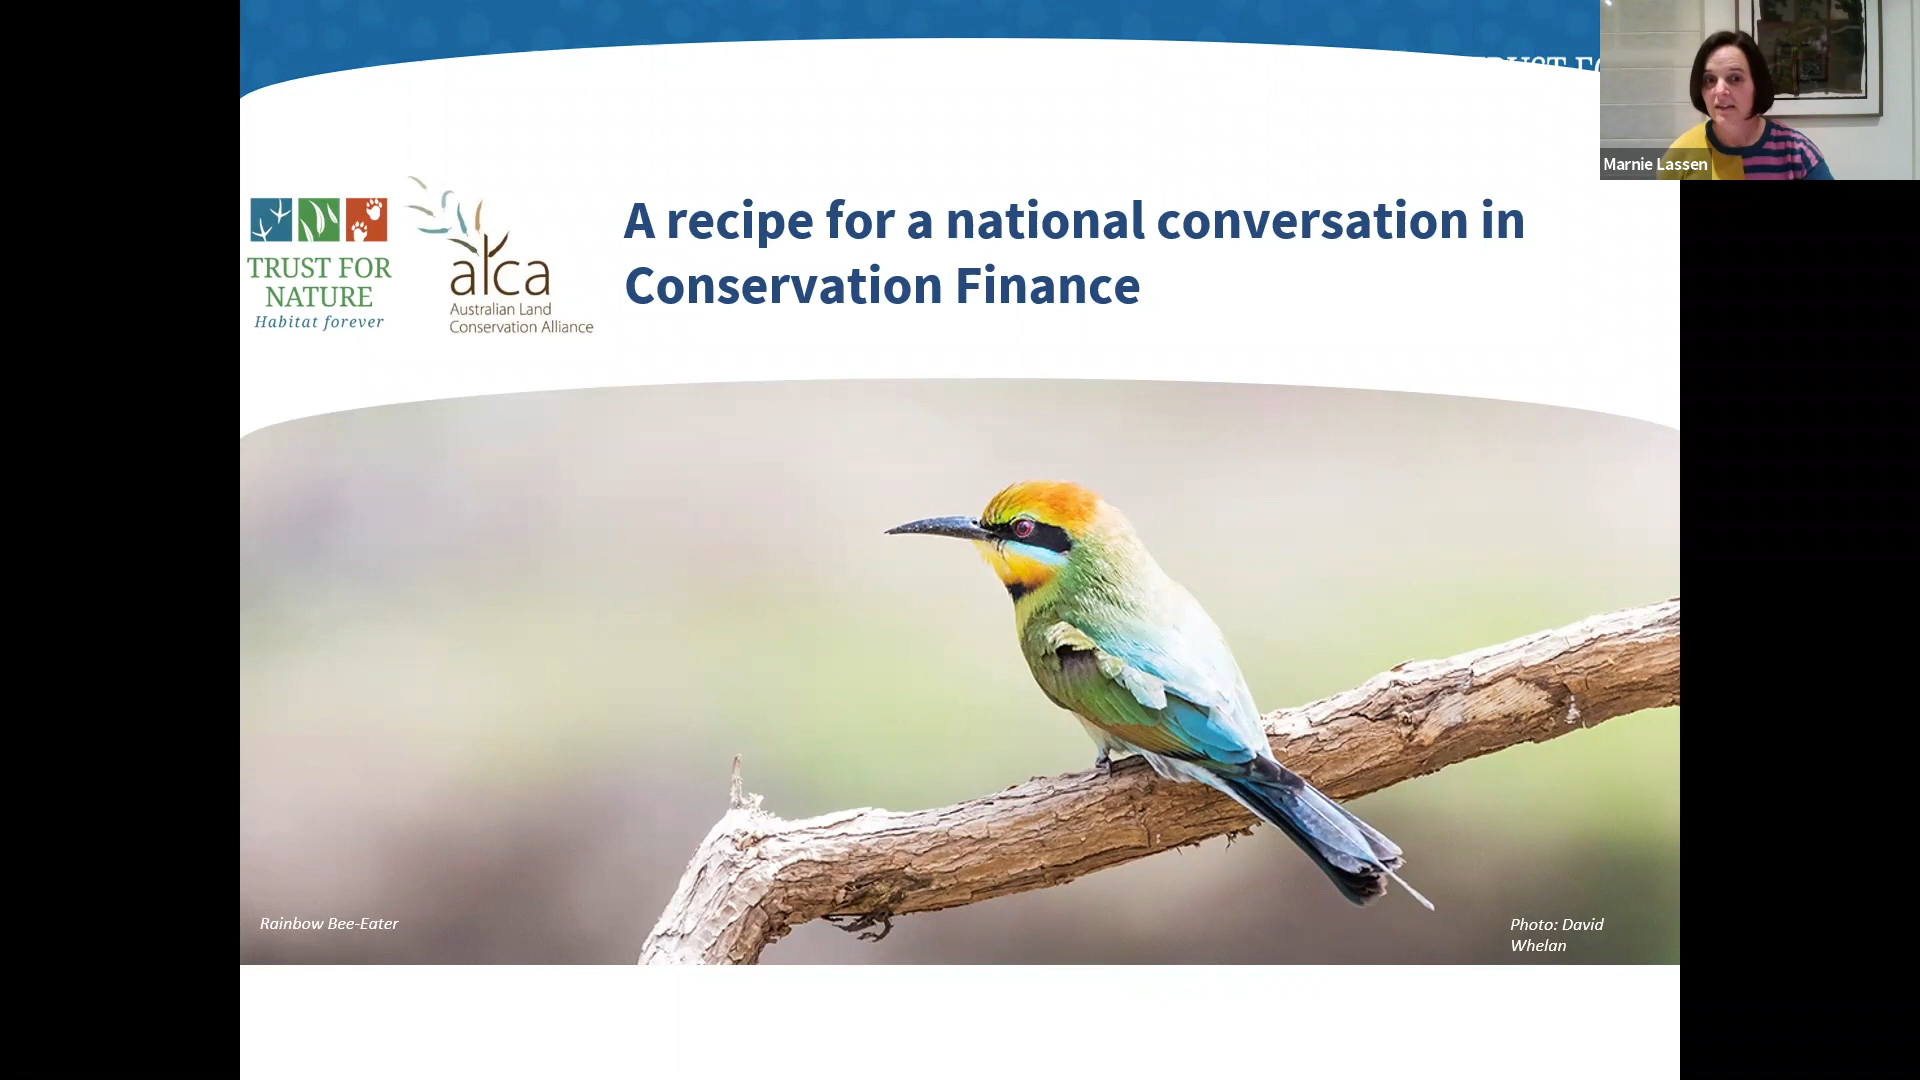 Marnie Lassen
TRUST FOR
NATURE
Habitat forever
alca
Australian Land
Conservation Alliance
A recipe for a national conversation in
Conservation Finance
Rainbow Bee-Eater
Photo: David
Whelan